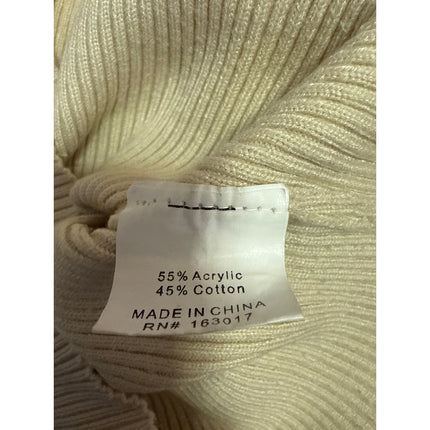 55% Acrylic
45% Cotton
MADE IN CHINA
RN# 163017